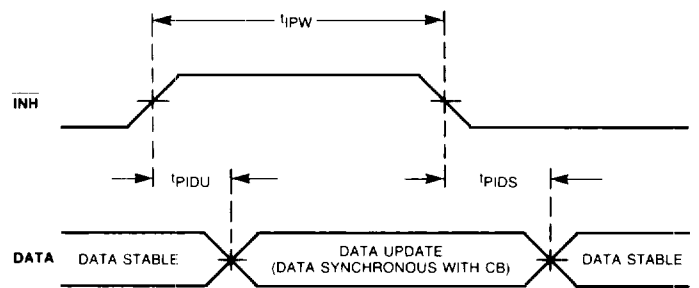 tIPW
INH
tPIDU
tPIDS
DATA
DATA STABLE
DATA UPDATE
(DATA SYNCHRONOUS WITH CB)
DATA STABLE